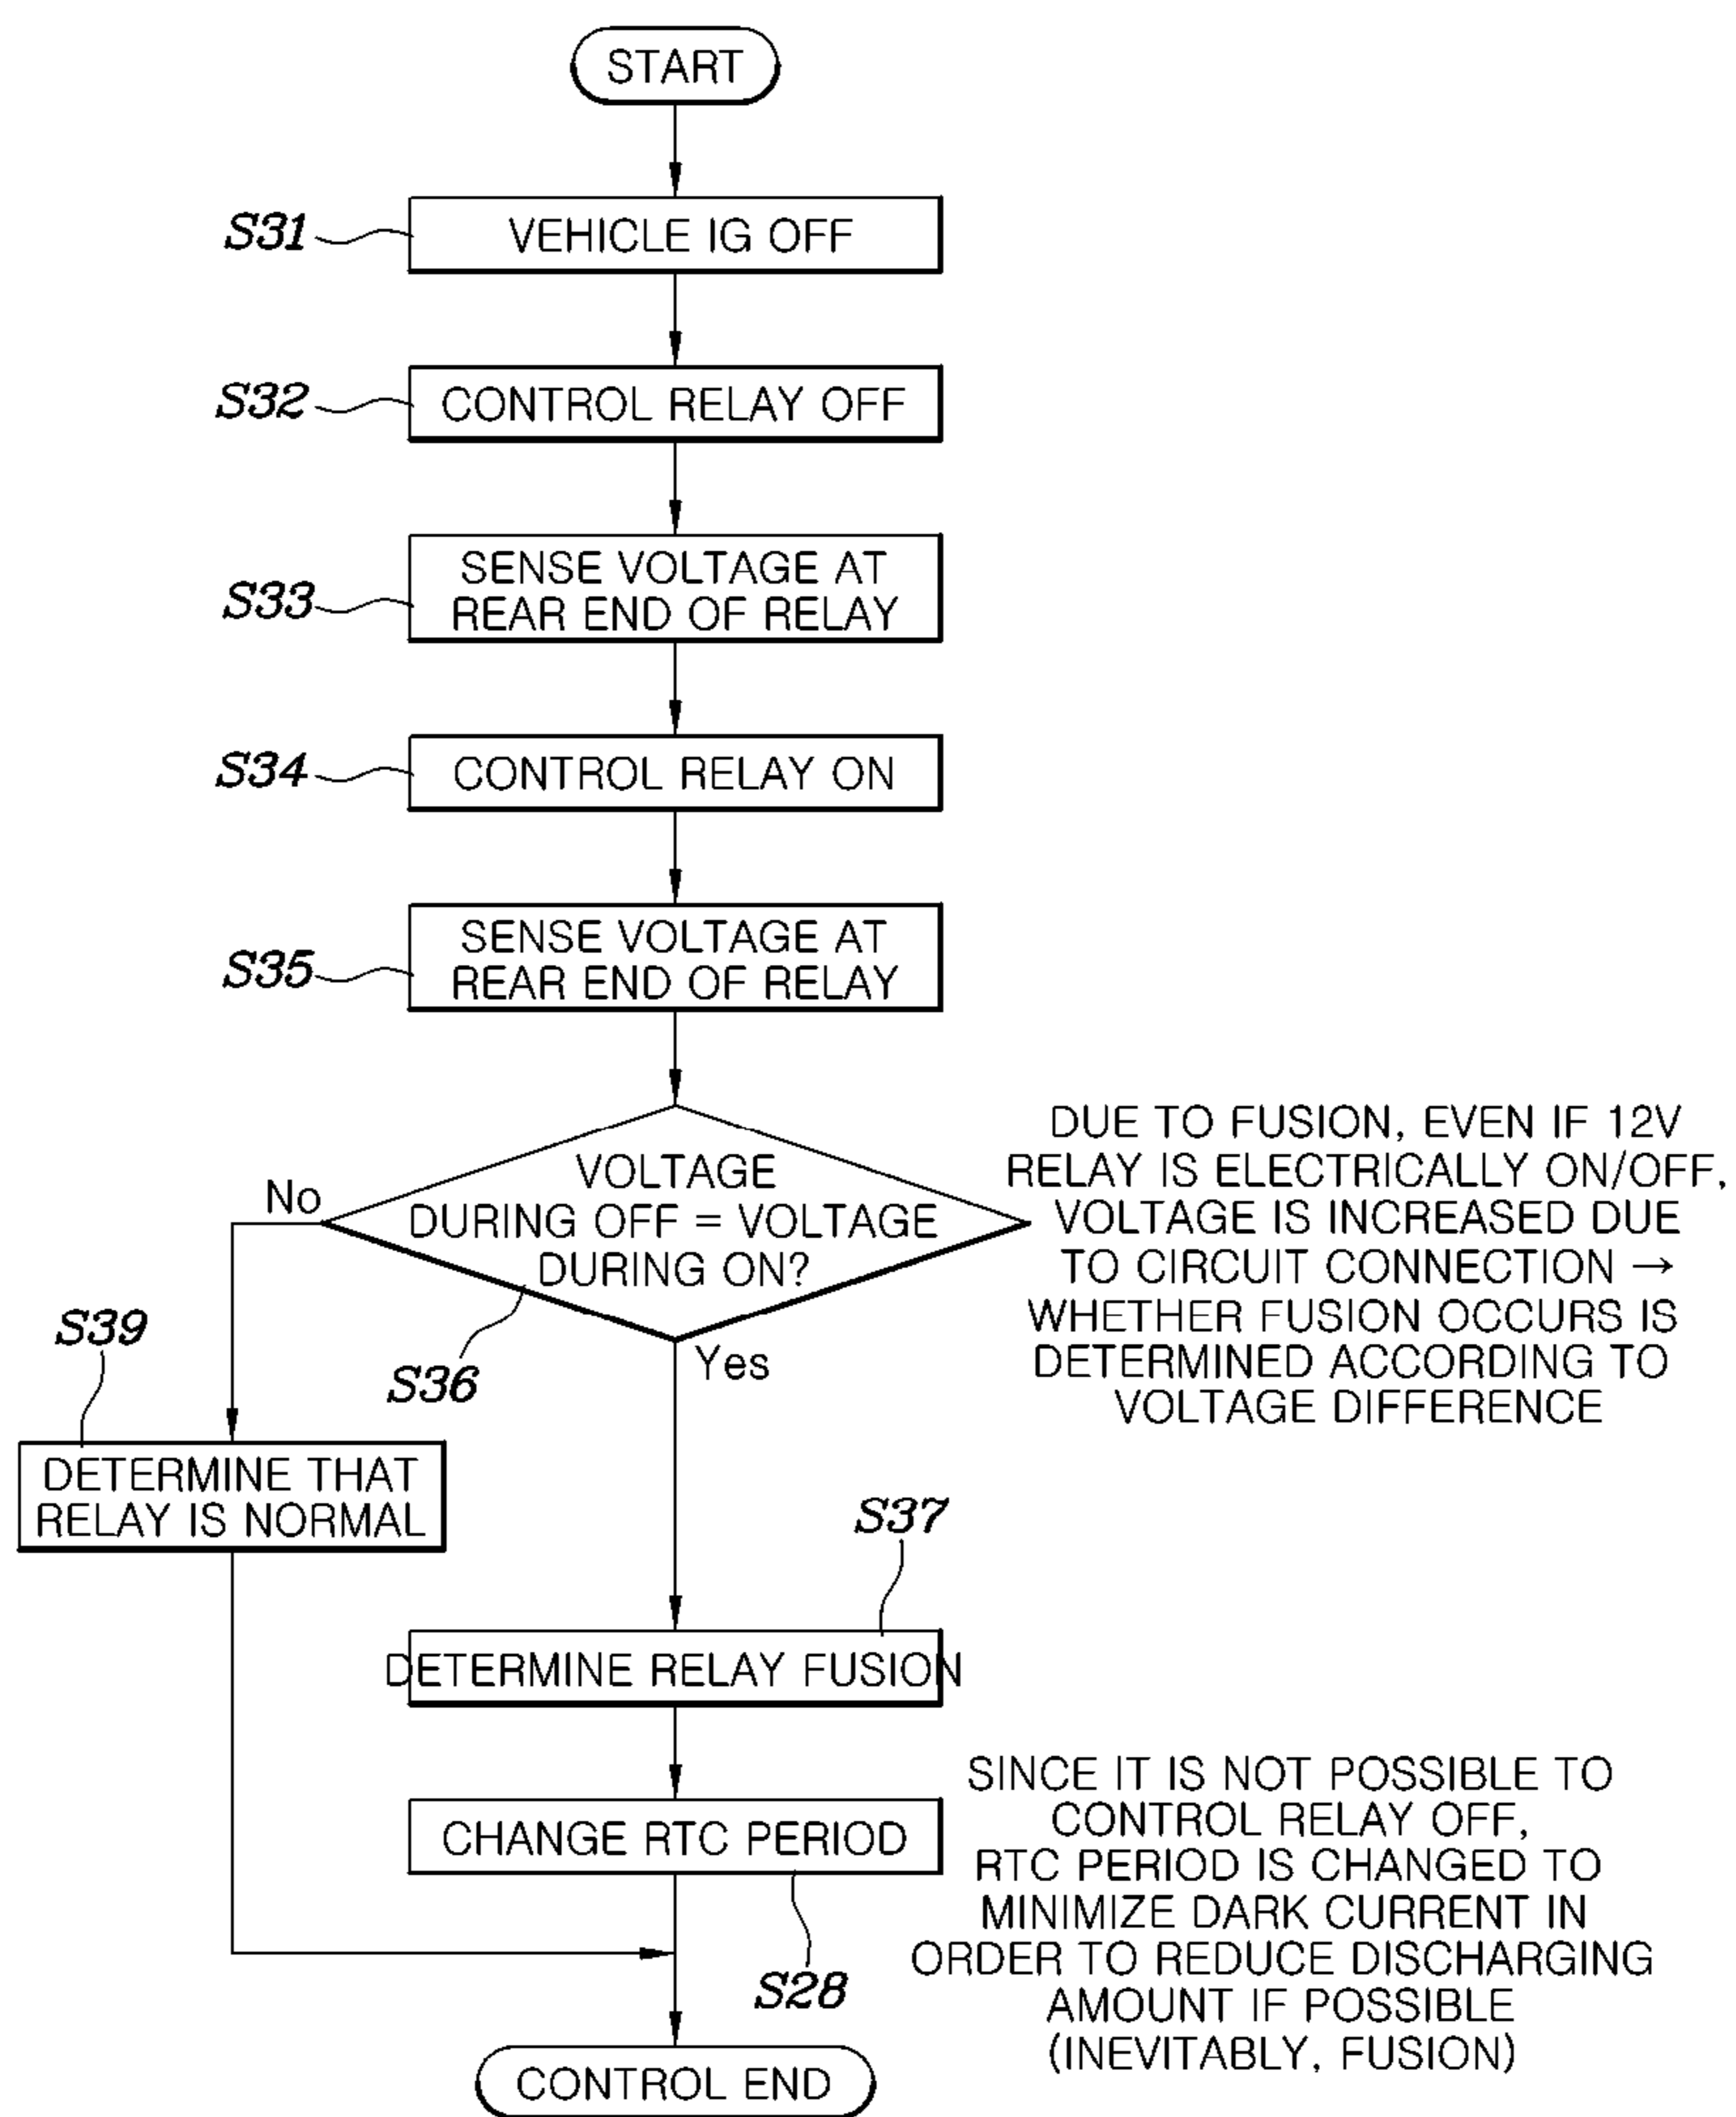 START
S31
VEHICLE IG OFF
S32
CONTROL RELAY OFF
S33
SENSE VOLTAGE AT
REAR END OF RELAY
S34
CONTROL RELAY ON
S35
SENSE VOLTAGE AT
REAR END OF RELAY
VOLTAGE
DURING OFF = VOLTAGE
DURING ON?
No
Yes
S36
DUE TO FUSION, EVEN IF 12V
RELAY IS ELECTRICALLY ON/OFF,
VOLTAGE IS INCREASED DUE
TO CIRCUIT CONNECTION →
WHETHER FUSION OCCURS IS
DETERMINED ACCORDING TO
VOLTAGE DIFFERENCE
S39
DETERMINE THAT
RELAY IS NORMAL
S37
DETERMINE RELAY FUSION
CHANGE RTC PERIOD
S28
SINCE IT IS NOT POSSIBLE TO
CONTROL RELAY OFF,
RTC PERIOD IS CHANGED TO
MINIMIZE DARK CURRENT IN
ORDER TO REDUCE DISCHARGING
AMOUNT IF POSSIBLE
(INEVITABLY, FUSION)
CONTROL END